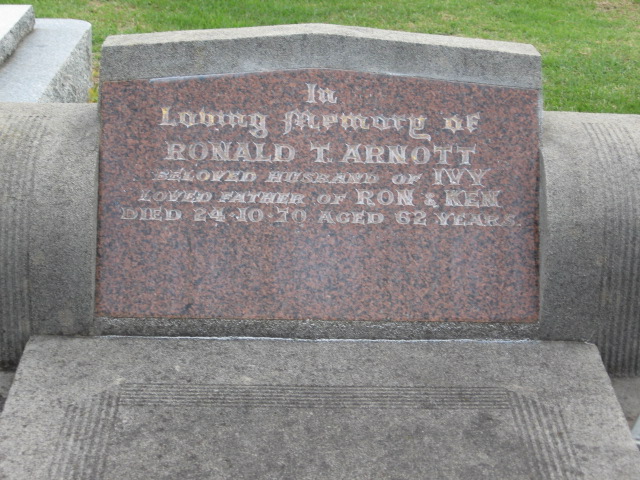 In
Loving Memory of
RONALD T. ARNOTT
BELOVED HUSBAND OF IVY
LOVED FATHER OF RON & KEN
DIED 24·10·70 AGED 62 YEARS.